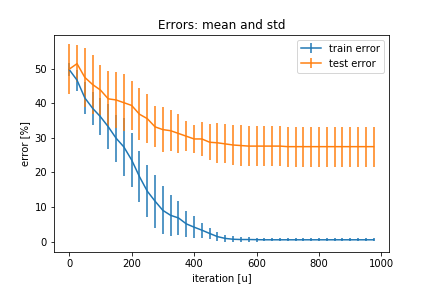 Errors: mean and std
train error
test error
error [%]
50
40
30
20
10
0
0 200 400 600 800 1000
iteration [u]